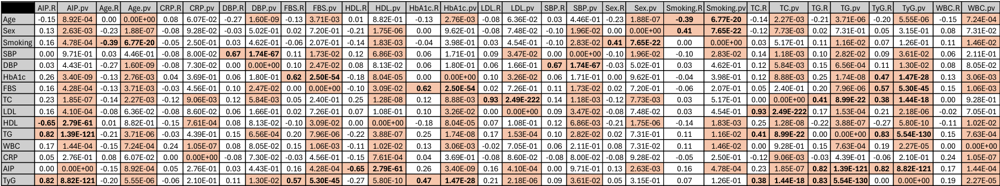 AIP.R AIP.pv Age.R Age.pv CRP.R CRP.pv DBP.R DBP.pv FBS.R FBS.pv HDL.R HDL.pv HbA1c.R HbA1c.pv LDL.R LDL.pv SBP.R SBP.pv Sex.R Sex.pv Smoking.R Smoking.pv TC.R TC.pv TG.R TG.pv TyG.R TyG.pv WBC.R WBC.pv
Age -0.15 8.92E-04 0.00 0.00E+00 0.08 6.07E-02 -0.27 1.60E-09 -0.13 3.71E-03 0.01 8.82E-01 -0.13 2.76E-03 -0.08 6.36E-02 0.03 4.46E-01 -0.23 1.88E-07 -0.39 6.77E-20 -0.14 2.27E-03 -0.21 3.71E-06 -0.20 5.55E-06 -0.15 7.24E-04
Sex 0.13 2.63E-03 -0.23 1.88E-07 -0.08 9.28E-02 -0.03 5.02E-01 0.02 7.20E-01 -0.21 1.75E-06 0.00 9.62E-01 -0.08 7.48E-02 -0.10 1.96E-02 0.00 0.00E+00 0.41 7.65E-22 -0.12 7.73E-03 0.02 7.31E-01 0.05 3.15E-01 0.08 7.31E-02
Smoking 0.16 4.78E-04 -0.39 6.77E-20 -0.05 2.50E-01 0.03 4.62E-01 -0.06 2.07E-01 -0.14 1.83E-03 -0.04 3.98E-01 0.03 4.54E-01 -0.10 2.83E-02 0.41 7.65E-22 0.00 0.00E+00 0.03 5.17E-01 0.11 1.16E-02 0.07 1.26E-01 0.11 1.46E-02
SBP 0.00 9.71E-01 0.03 4.46E-01 -0.08 8.00E-02 0.67 1.74E-67 0.11 1.73E-02 0.12 6.86E-03 0.06 1.71E-01 0.09 3.47E-02 0.00 0.00E+00 -0.10 1.96E-02 -0.10 2.83E-02 0.14 1.18E-03 0.10 2.82E-02 0.09 3.61E-02 0.06 2.11E-01
DBP 0.03 4.43E-01 -0.27 1.60E-09 -0.08 7.30E-02 0.00 0.00E+00 0.10 2.47E-02 0.08 8.13E-02 0.06 1.80E-01 0.06 1.66E-01 0.67 1.74E-67 -0.03 5.02E-01 0.03 4.62E-01 0.12 5.84E-03 0.15 6.56E-04 0.11 1.30E-02 0.08 8.05E-02
HbA1c 0.26 3.40E-09 -0.13 2.76E-03 0.04 3.69E-01 0.06 1.80E-01 0.62 2.50E-54 -0.18 8.04E-05 0.00 0.00E+00 0.10 3.26E-02 0.06 1.71E-01 0.00 9.62E-01 -0.04 3.98E-01 0.12 8.88E-03 0.25 1.74E-08 0.47 1.47E-28 0.13 3.06E-03
FBS 0.16 4.28E-04 -0.13 3.71E-03 -0.03 4.56E-01 0.10 2.47E-02 0.00 0.00E+00 -0.10 3.09E-02 0.62 2.50E-54 0.02 7.26E-01 0.11 1.73E-02 0.02 7.20E-01 -0.06 2.07E-01 0.05 2.40E-01 0.20 7.96E-06 0.57 5.30E-45 0.15 1.06E-03
TC 0.23 1.85E-07 -0.14 2.27E-03 -0.12 9.06E-03 0.12 5.84E-03 0.05 2.40E-01 0.25 1.28E-08 0.12 8.88E-03 0.93 2.49E-222 0.14 1.18E-03 -0.12 7.73E-03 0.03 5.17E-01 0.00 0.00E+00 0.41 8.99E-22 0.38 1.44E-18 0.00 9.28E-01
LDL 0.16 4.10E-04 -0.08 6.36E-02 -0.08 8.60E-02 0.06 1.66E-01 0.02 7.26E-01 0.07 1.08E-01 0.10 3.26E-02 0.00 0.00E+00 0.09 3.47E-02 -0.08 7.48E-02 0.03 4.54E-01 0.93 2.49E-222 0.17 1.53E-04 0.21 2.18E-06 -0.02 7.05E-01
HDL -0.65 2.79E-61 0.01 8.82E-01 -0.15 7.61E-04 0.08 8.13E-02 -0.10 3.09E-02 0.00 0.00E+00 -0.18 8.04E-05 0.07 1.08E-01 0.12 6.86E-03 -0.21 1.75E-06 -0.14 1.83E-03 0.25 1.28E-08 -0.22 3.88E-07 -0.27 5.80E-10 -0.11 1.02E-02
TG 0.82 1.39E-121 -0.21 3.71E-06 -0.03 4.39E-01 0.15 6.56E-04 0.20 7.96E-06 -0.22 3.88E-07 0.25 1.74E-08 0.17 1.53E-04 0.10 2.82E-02 0.02 7.31E-01 0.11 1.16E-02 0.41 8.99E-22 0.00 0.00E+00 0.83 5.54E-130 0.15 7.63E-04
WBC 0.17 1.44E-04 -0.15 7.24E-04 0.24 1.05E-07 0.08 8.05E-02 0.15 1.06E-03 -0.11 1.02E-02 0.13 3.06E-03 -0.02 7.05E-01 0.06 2.11E-01 0.08 7.31E-02 0.11 1.46E-02 0.00 9.28E-01 0.15 7.63E-04 0.19 2.27E-05 0.00 0.00E+00
CRP 0.05 2.76E-01 0.08 6.07E-02 0.00 0.00E+00 -0.08 7.30E-02 -0.03 4.56E-01 -0.15 7.61E-04 0.04 3.69E-01 -0.08 8.60E-02 -0.08 8.00E-02 -0.08 9.28E-02 -0.05 2.50E-01 -0.12 9.06E-03 -0.03 4.39E-01 -0.06 2.10E-01 0.24 1.05E-07
AIP 0.00 0.00E+00 -0.15 8.92E-04 0.05 2.76E-01 0.03 4.43E-01 0.16 4.28E-04 -0.65 2.79E-61 0.26 3.40E-09 0.16 4.10E-04 0.00 9.71E-01 0.13 2.63E-03 0.16 4.78E-04 0.23 1.85E-07 0.82 1.39E-121 0.82 8.82E-121 0.17 1.44E-04
TyG 0.82 8.82E-121 -0.20 5.55E-06 -0.06 2.10E-01 0.11 1.30E-02 0.57 5.30E-45 -0.27 5.80E-10 0.47 1.47E-28 0.21 2.18E-06 0.09 3.61E-02 0.05 3.15E-01 0.07 1.26E-01 0.38 1.44E-18 0.83 5.54E-130 0.00 0.00E+00 0.19 2.27E-05